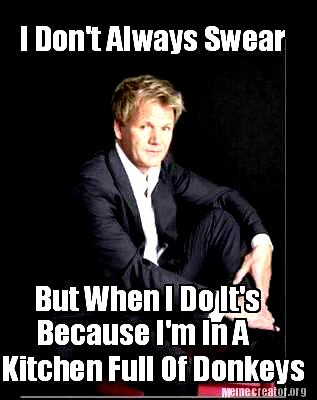 I Don't Always Swear
But When I Do It's
Because I'm In A
Kitchen Full Of Donkeys
Memecreator.org